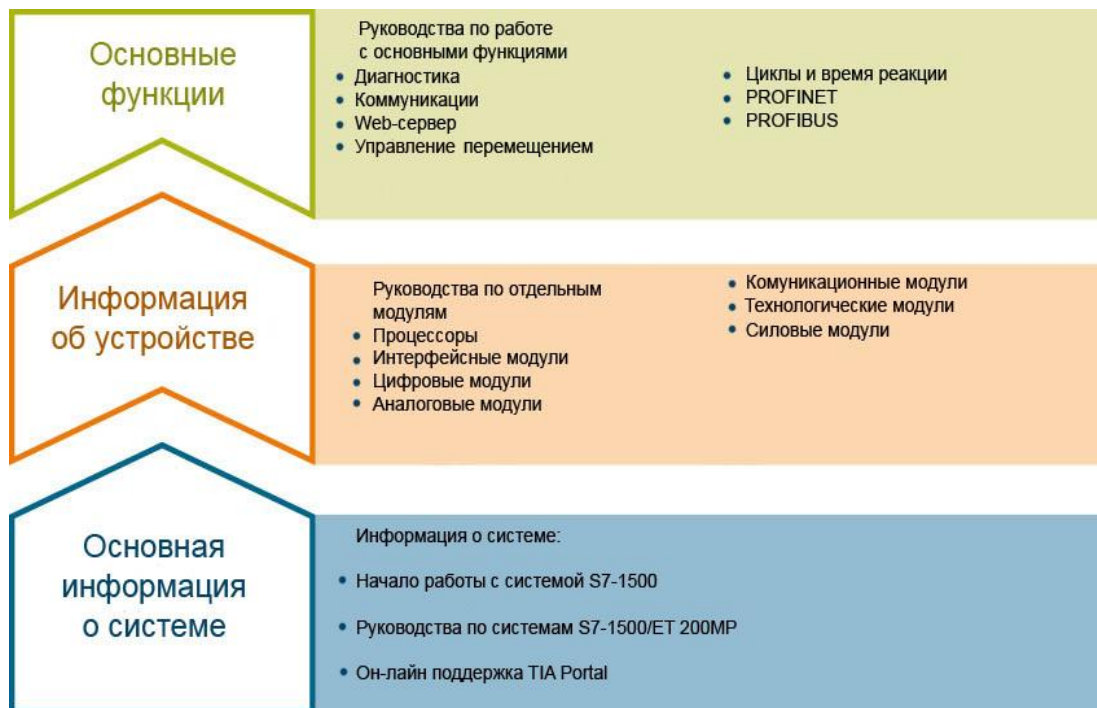 Основные
функции
Руководства по работе
с основными функциями
• Диагностика
• Коммуникации
• Web-сервер
• Управление перемещением
• Циклы и время реакции
• PROFINET
• PROFIBUS
Информация
об устройстве
Руководства по отдельным
модулям
• Процессоры
• Интерфейсные модули
• Цифровые модули
• Аналоговые модули
• Комуникационные модули
• Технологические модули
• Силовые модули
Основная
информация
о системе
Информация о системе:
• Начало работы с системой S7-1500
• Руководства по системам S7-1500/ET 200MP
• Он-лайн поддержка TIA Portal